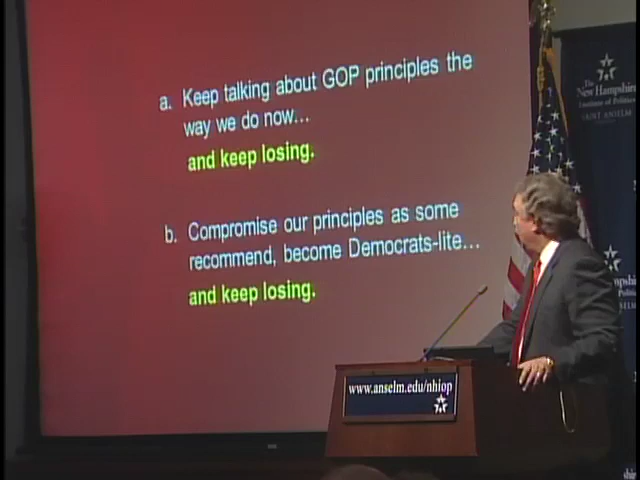 a. Keep talking about GOP principles the
way we do now...
and keep losing.
b. Compromise our principles as some
recommend, become Democrats-lite...
and keep losing.
The
New Hampshire
Institute of Politics
SAINT ANSELM
www.anselm.edu/nhiop